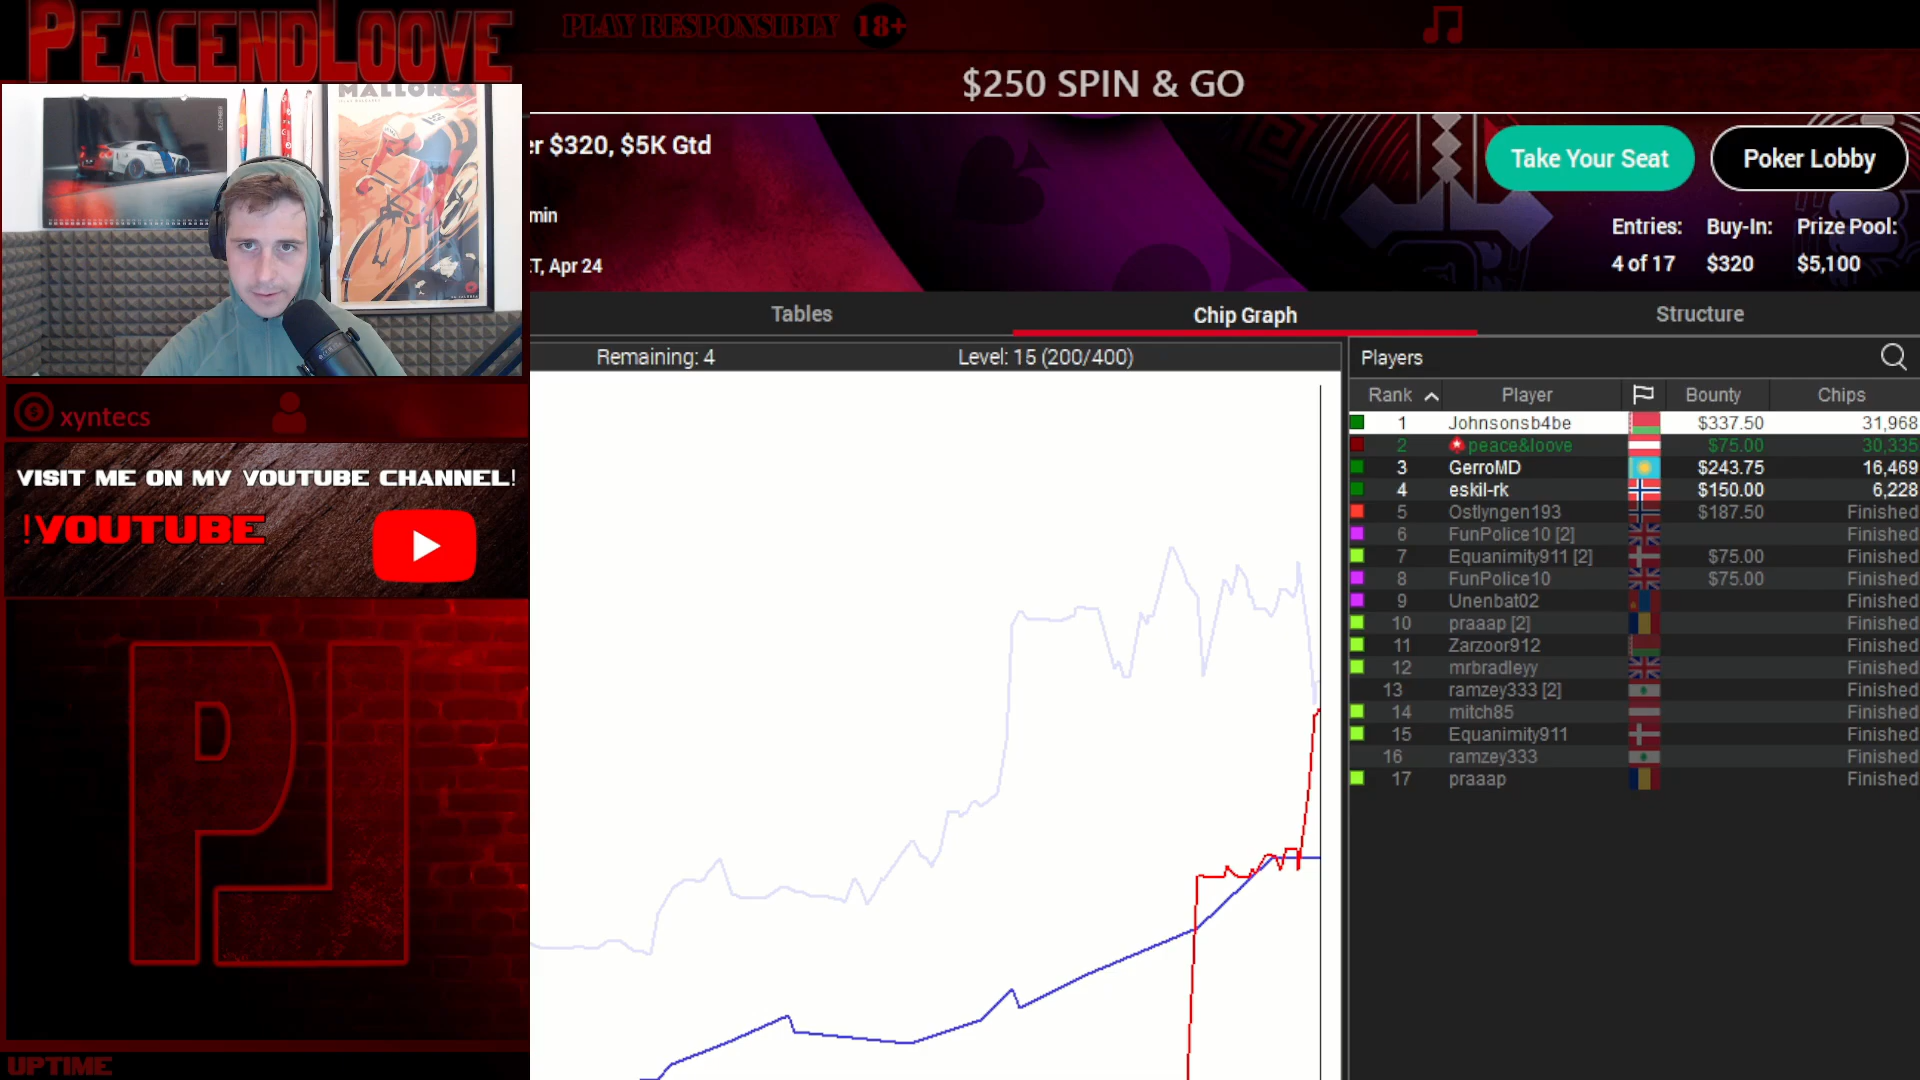 PEACENDLOOVE
PLAY RESPONSIBLY 18+
$250 SPIN & GO
MALLORCA
er $320, $5K Gtd
Take Your Seat
Poker Lobby
min
Entries: Buy-In: Prize Pool:
T, Apr 24
4 of 17 $320 $5,100
Tables Chip Graph Structure
Remaining: 4 Level: 15 (200/400)
Players
Rank Player Bounty Chips
1 Johnsonsb4be $337.50 31,968
2 peace&loove $75.00 30,335
3 GerroMD $243.75 16,469
4 eskil-rk $150.00 6,228
5 Ostlyngen193 $187.50 Finished
6 FunPolice10 [2] Finished
7 Equanimity911 [2] $75.00 Finished
8 FunPolice10 $75.00 Finished
9 Unenbat02 Finished
10 praaap [2] Finished
11 Zarzoor912 Finished
12 mrbradleyy Finished
13 ramzey333 [2] Finished
14 mitch85 Finished
15 Equanimity911 Finished
16 ramzey333 Finished
17 praaap Finished
xyntecs
VISIT ME ON MY YOUTUBE CHANNEL!
!YOUTUBE
PL
UPTIME